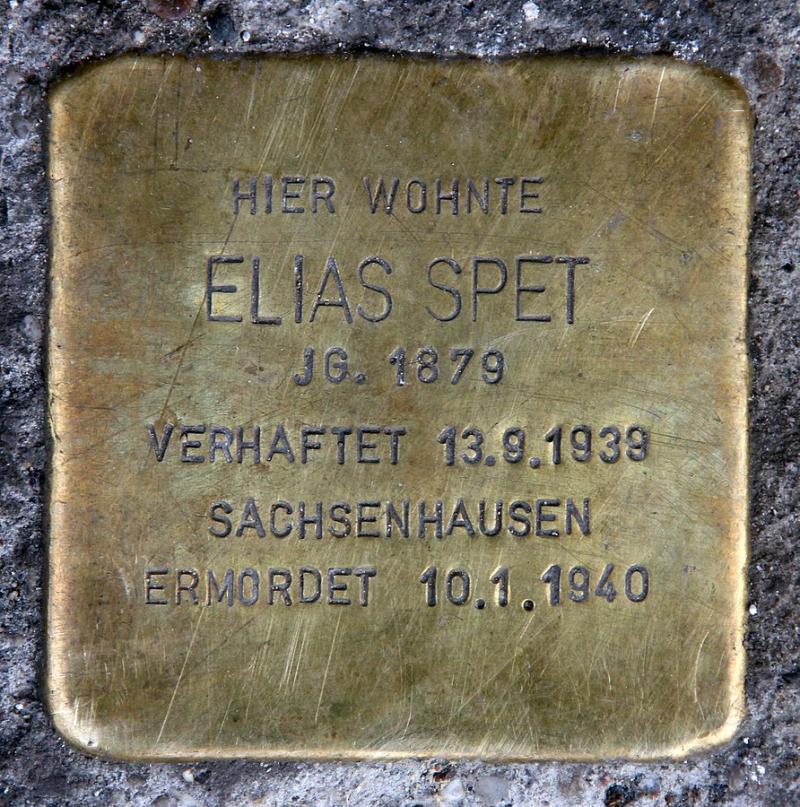 HIER WOHNTE
ELIAS SPET
JG. 1879
VERHAFTET 13.9.1939
SACHSENHAUSEN
ERMORDET 10.1.1940